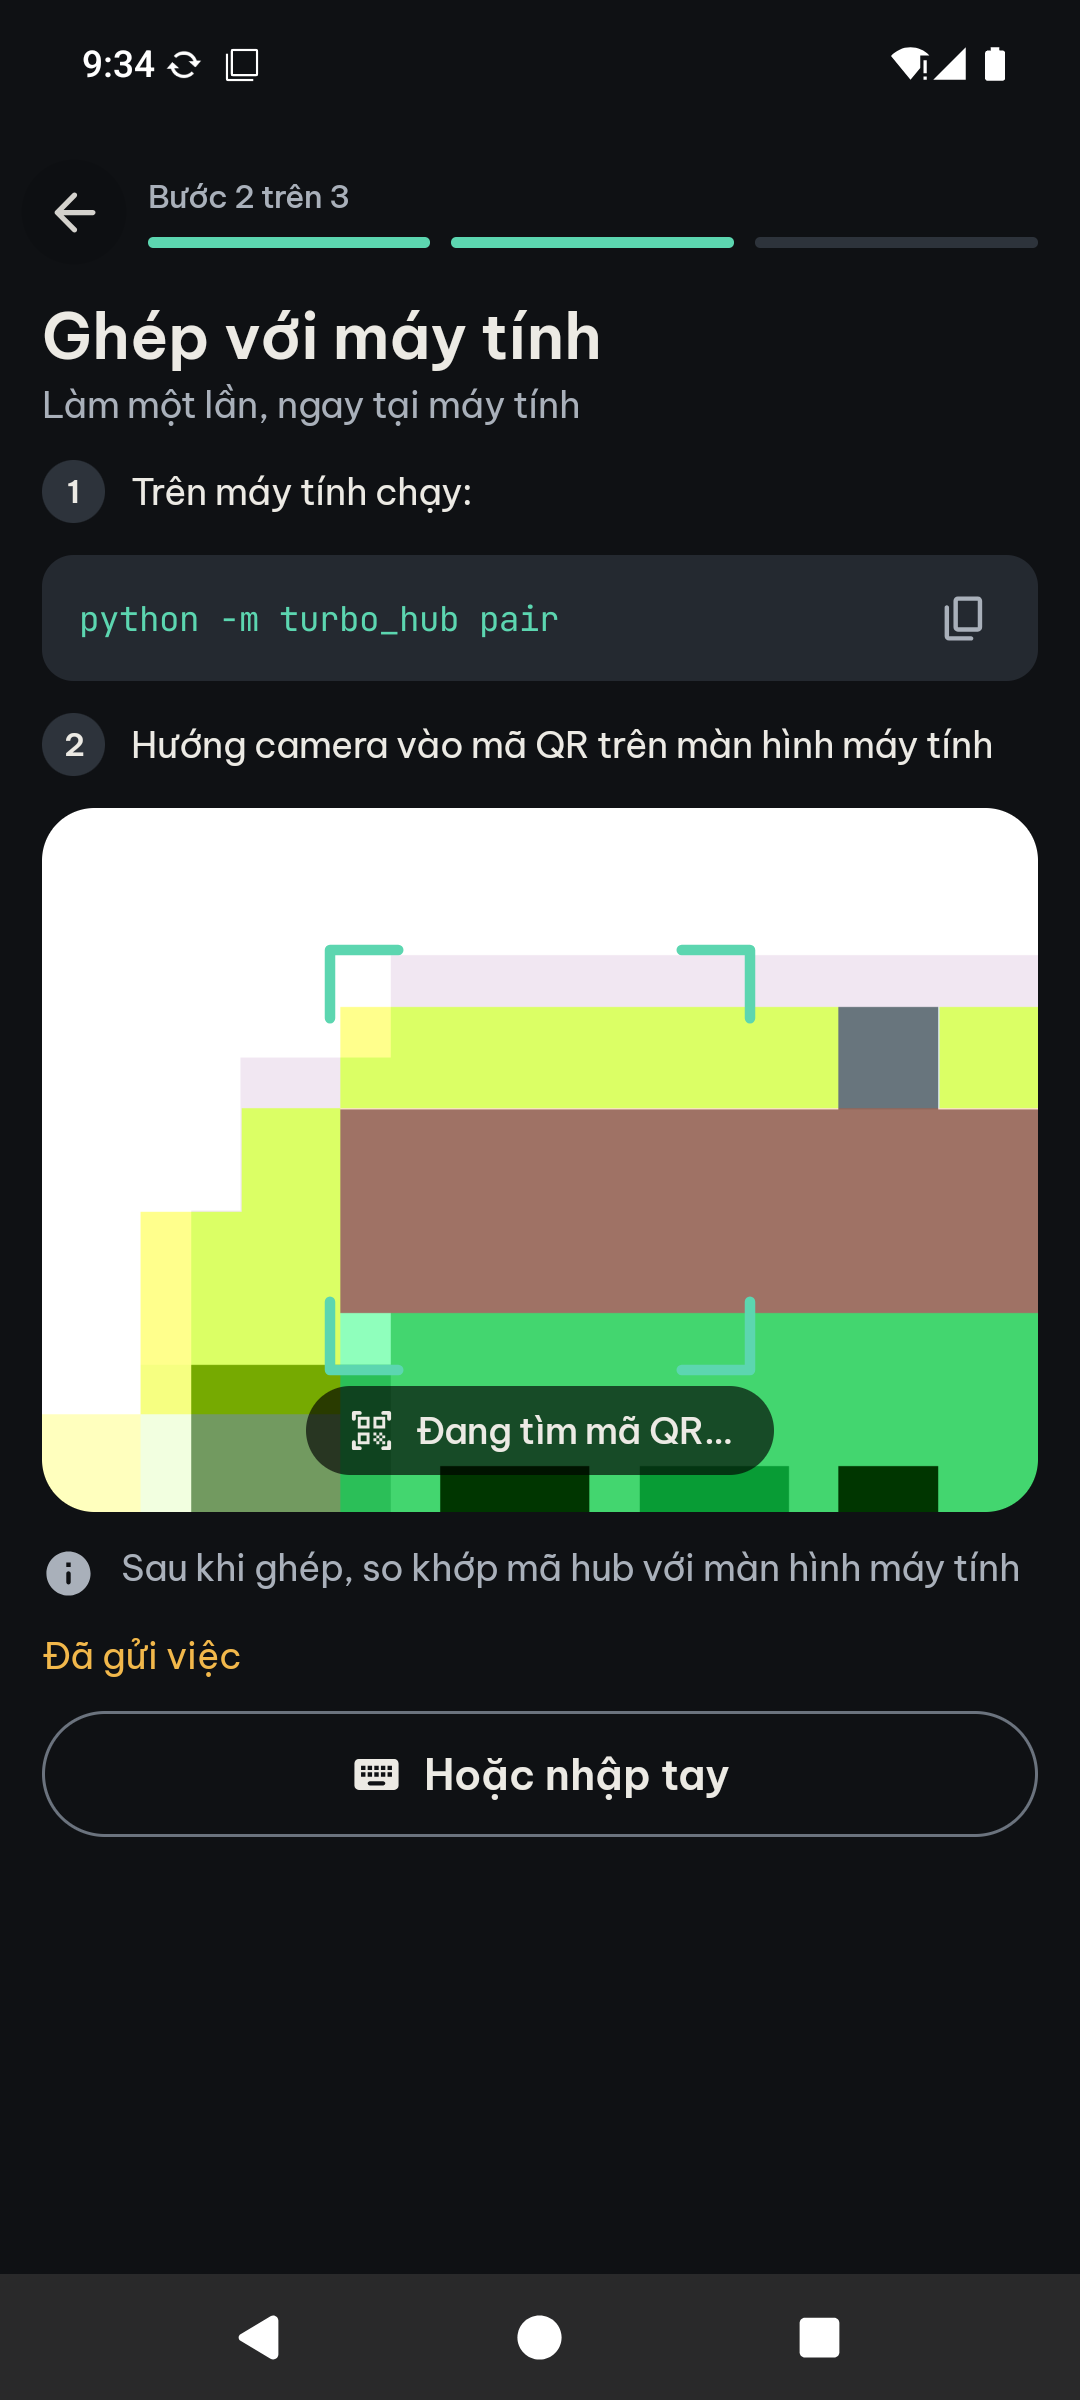 9:34
Bước 2 trên 3
Ghép với máy tính
Làm một lần, ngay tại máy tính
1 Trên máy tính chạy:
python -m turbo_hub pair
2 Hướng camera vào mã QR trên màn hình máy tính
Đang tìm mã QR...
Sau khi ghép, so khớp mã hub với màn hình máy tính
Đã gửi việc
Hoặc nhập tay